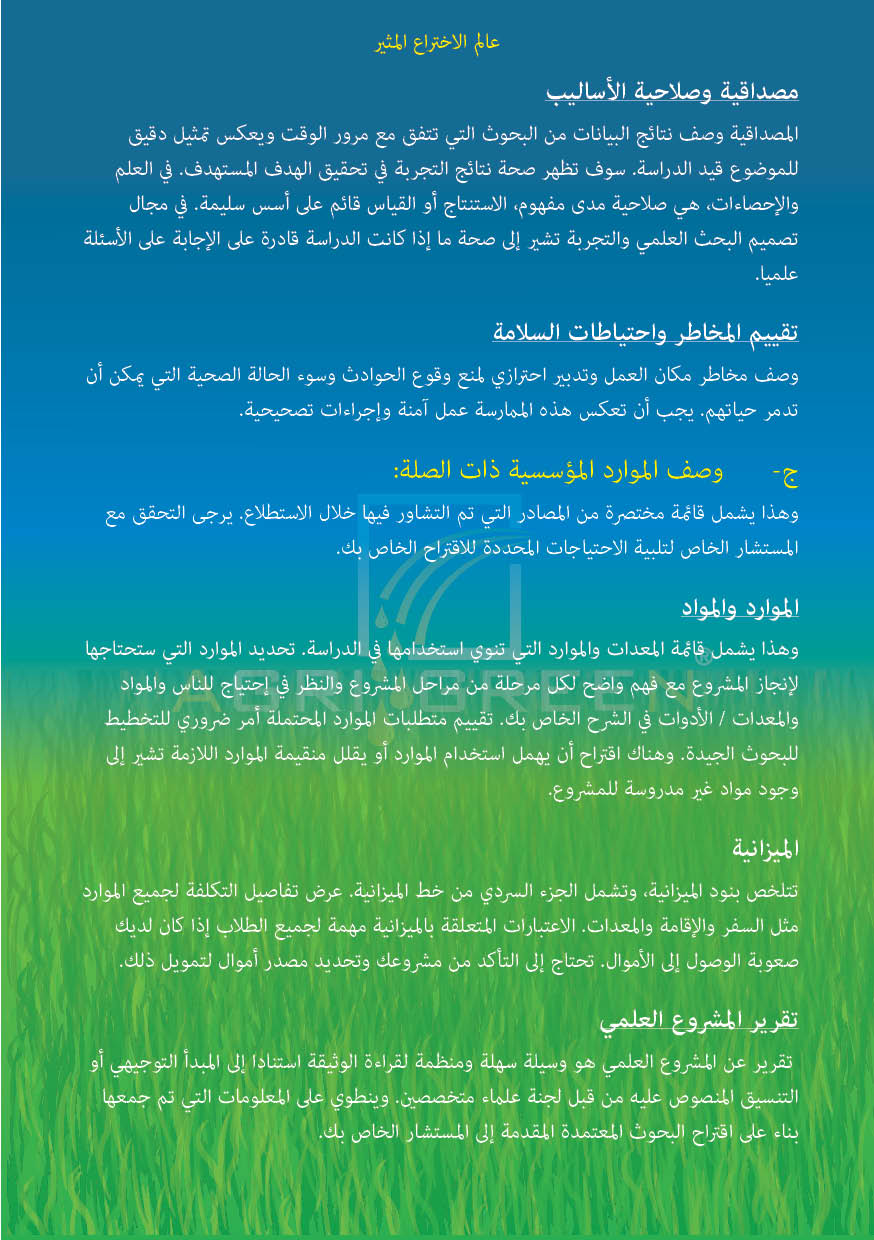 عالم الاختراع المثير
مصداقية وصلاحية الأساليب
المصداقية وصف نتائج البيانات من البحوث التي تتفق مع مرور الوقت ويعكس تمثيل دقيق
للموضوع قيد الدراسة. سوف تظهر صحة نتائج التجربة في تحقيق الهدف المستهدف. في العلم
والإحصاءات، هي صلاحية مدى مفهوم، الاستنتاج أو القياس قائم على أسس سليمة. في مجال
تصميم البحث العلمي والتجربة تشير إلى صحة ما إذا كانت الدراسة قادرة على الإجابة على الأسئلة
علميا.
تقييم المخاطر واحتياطات السلامة
وصف مخاطر مكان العمل وتدبير احترازي لمنع وقوع الحوادث وسوء الحالة الصحية التي يمكن أن
تدمر حياتهم. يجب أن تعكس هذه الممارسة عمل آمنة وإجراءات تصحيحية.
ج- وصف الموارد المؤسسية ذات الصلة:
وهذا يشمل قائمة مختصرة من المصادر التي تم التشاور فيها خلال الاستطلاع. يرجى التحقق مع
المستشار الخاص لتلبية الاحتياجات المحددة للاقتراح الخاص بك.
الموارد والمواد
وهذا يشمل قائمة المعدات والموارد التي تنوي استخدامها في الدراسة. تحديد الموارد التي ستحتاجها
لإنجاز المشروع مع فهم واضح لكل مرحلة من مراحل المشروع والنظر في إحتياج للناس والمواد
والمعدات / الأدوات في الشرح الخاص بك. تقييم متطلبات الموارد المحتملة أمر ضروري للتخطيط
للبحوث الجيدة. وهناك اقتراح أن يهمل استخدام الموارد أو يقلل منقيمة الموارد اللازمة تشير إلى
وجود مواد غير مدروسة للمشروع.
AGRI GREEN®
الميزانية
تتلخص بنود الميزانية، وتشمل الجزء السردي من خط الميزانية. عرض تفاصيل التكلفة لجميع الموارد
مثل السفر والإقامة والمعدات. الاعتبارات المتعلقة بالميزانية مهمة لجميع الطلاب إذا كان لديك
صعوبة الوصول إلى الأموال. تحتاج إلى التأكد من مشروعك وتحديد مصدر أموال لتمويل ذلك.
تقرير المشروع العلمي
تقرير عن المشروع العلمي هو وسيلة سهلة ومنظمة لقراءة الوثيقة استنادا إلى المبدأ التوجيهي أو
التنسيق المنصوص عليه من قبل لجنة علماء متخصصين. وينطوي على المعلومات التي تم جمعها
بناء على اقتراح البحوث المعتمدة المقدمة إلى المستشار الخاص بك.